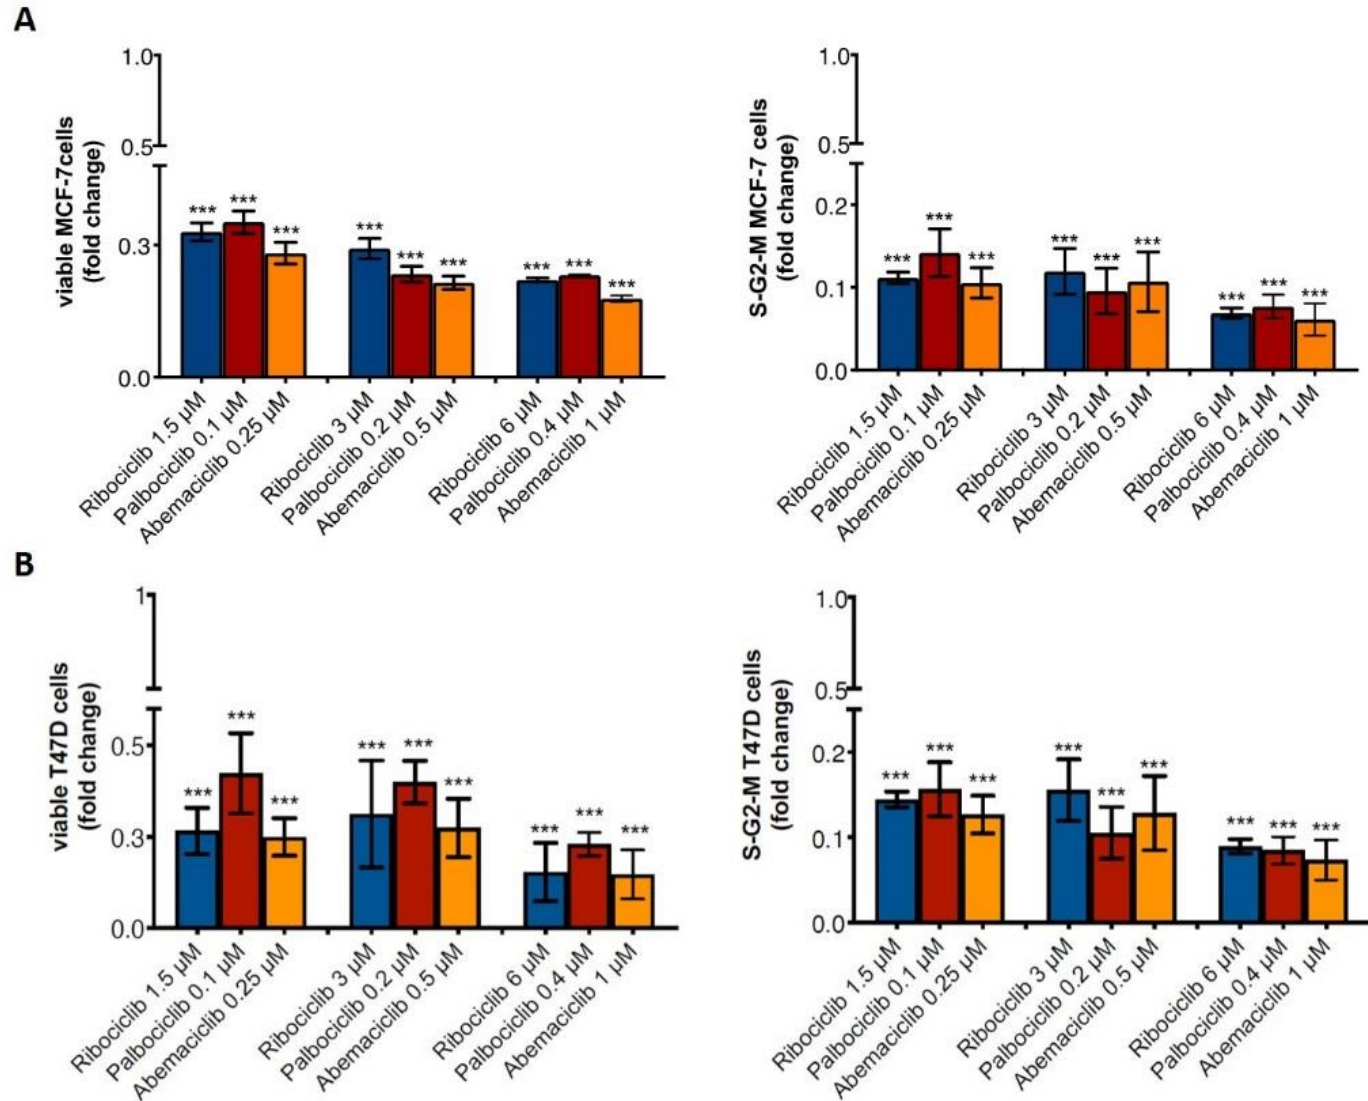 A
viable MCF-7cells
(fold change)
1.0
0.5
0.3
0.0
*** *** ***
*** *** ***
*** *** ***
Ribociclib 1.5 µM
Palbociclib 0.1 µM
Abemaciclib 0.25 µM
Ribociclib 3 µM
Palbociclib 0.2 µM
Abemaciclib 0.5 µM
Ribociclib 6 µM
Palbociclib 0.4 µM
Abemaciclib 1 µM
S-G2-M MCF-7 cells
(fold change)
1.0
0.5
0.2
0.1
0.0
*** *** ***
*** *** ***
*** *** ***
Ribociclib 1.5 µM
Palbociclib 0.1 µM
Abemaciclib 0.25 µM
Ribociclib 3 µM
Palbociclib 0.2 µM
Abemaciclib 0.5 µM
Ribociclib 6 µM
Palbociclib 0.4 µM
Abemaciclib 1 µM
B
viable T47D cells
(fold change)
1
0.5
0.3
0.0
*** *** ***
*** *** ***
*** *** ***
Ribociclib 1.5 µM
Palbociclib 0.1 µM
Abemaciclib 0.25 µM
Ribociclib 3 µM
Palbociclib 0.2 µM
Abemaciclib 0.5 µM
Ribociclib 6 µM
Palbociclib 0.4 µM
Abemaciclib 1 µM
S-G2-M T47D cells
(fold change)
1.0
0.5
0.2
0.1
0.0
*** *** ***
*** *** ***
*** *** ***
Ribociclib 1.5 µM
Palbociclib 0.1 µM
Abemaciclib 0.25 µM
Ribociclib 3 µM
Palbociclib 0.2 µM
Abemaciclib 0.5 µM
Ribociclib 6 µM
Palbociclib 0.4 µM
Abemaciclib 1 µM